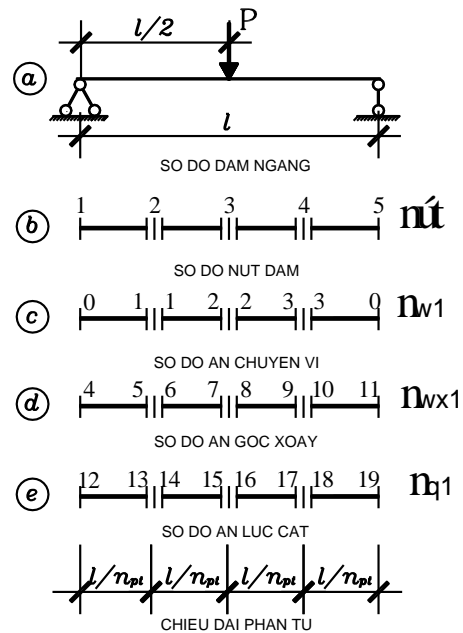 l/2 P
a
l
SO DO DAM NGANG
1 2 3 4 5 nút
b
SO DO NUT DAM
0 1 1 2 2 3 3 0 nw1
c
SO DO AN CHUYEN VI
4 5 6 7 8 9 10 11 nwx1
d
SO DO AN GOC XOAY
12 13 14 15 16 17 18 19 nq1
e
SO DO AN LUC CAT
l/npt l/npt l/npt l/npt
CHIEU DAI PHAN TU